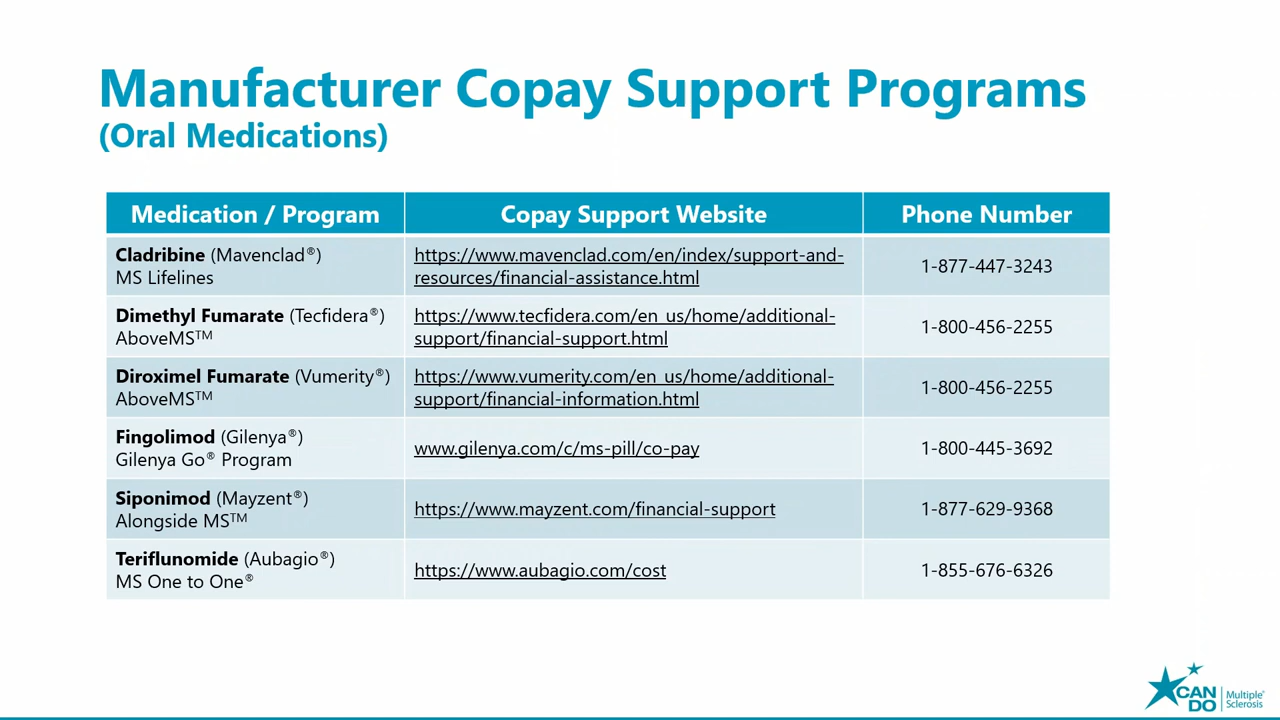 Manufacturer Copay Support Programs
(Oral Medications)
Medication / Program
Copay Support Website
Phone Number
Cladribine (Mavenclad®)
MS Lifelines
https://www.mavenclad.com/en/index/support-and-
resources/financial-assistance.html
1-877-447-3243
Dimethyl Fumarate (Tecfidera®)
AboveMS™
https://www.tecfidera.com/en_us/home/additional-
support/financial-support.html
1-800-456-2255
Diroximel Fumarate (Vumerity®)
AboveMS™
https://www.vumerity.com/en_us/home/additional-
support/financial-information.html
1-800-456-2255
Fingolimod (Gilenya®)
Gilenya Go® Program
www.gilenya.com/c/ms-pill/co-pay
1-800-445-3692
Siponimod (Mayzent®)
Alongside MS™
https://www.mayzent.com/financial-support
1-877-629-9368
Teriflunomide (Aubagio®)
MS One to One®
https://www.aubagio.com/cost
1-855-676-6326
CAN
DO
Multiple®
Sclerosis